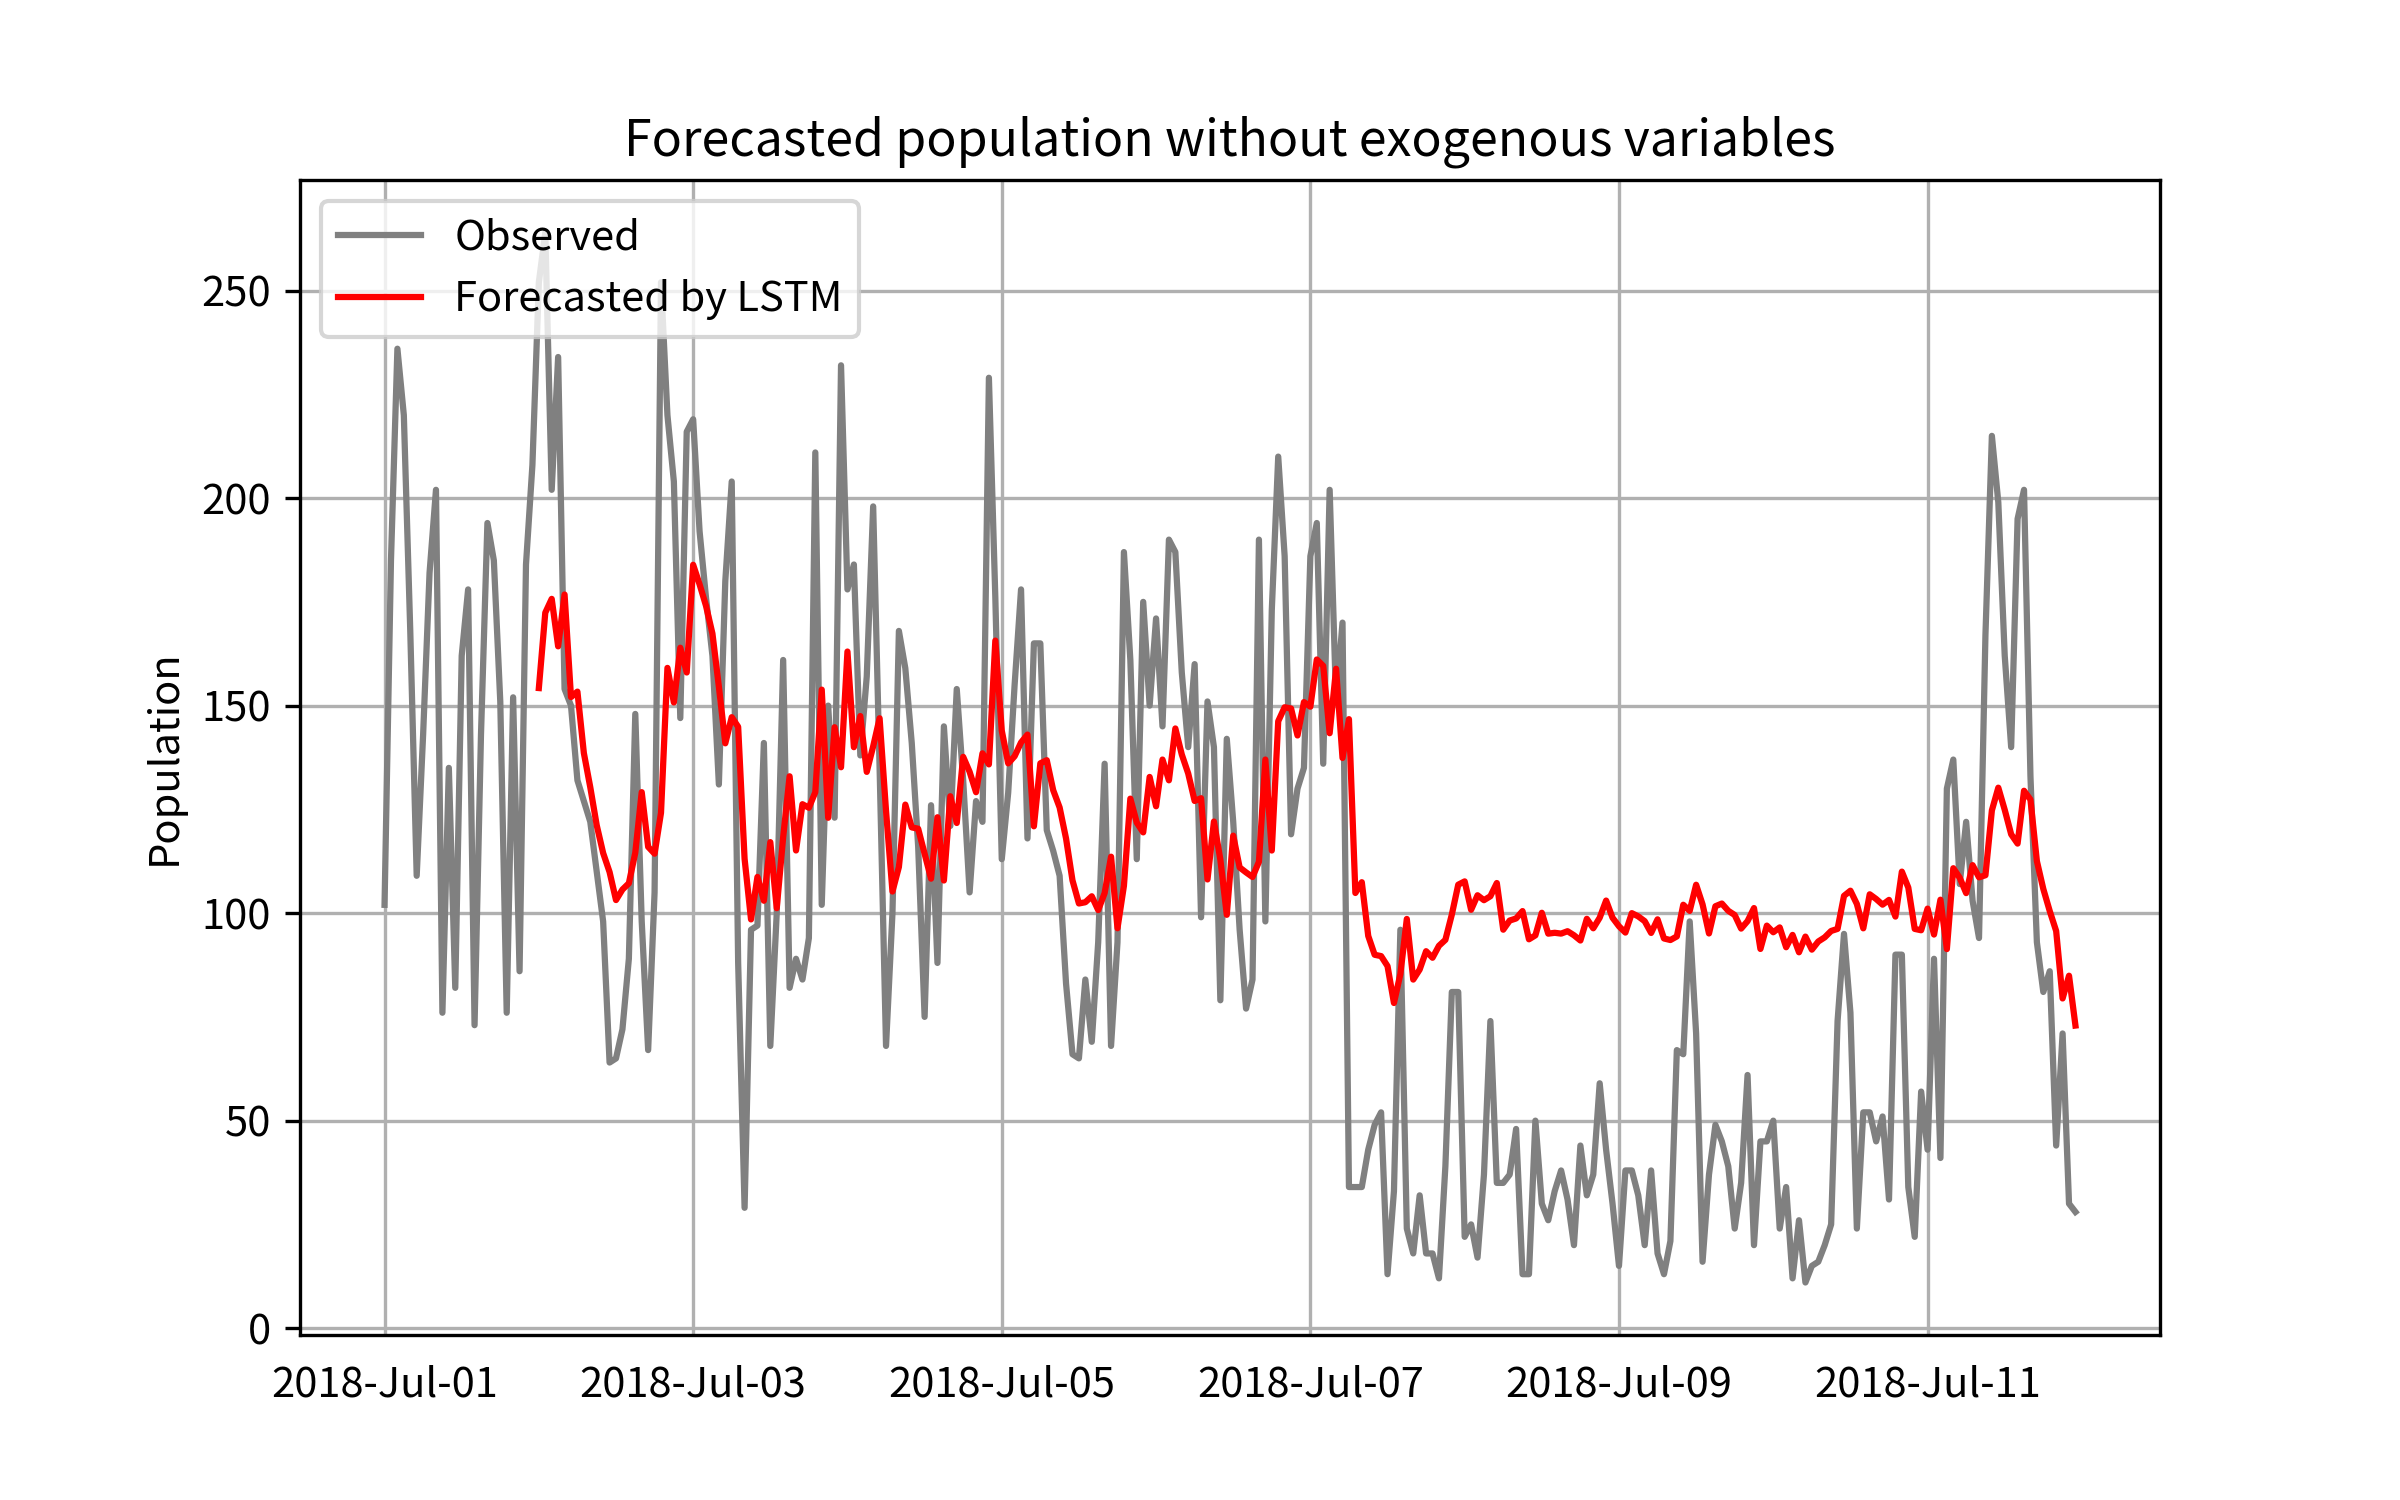 Forecasted population without exogenous variables
Observed
Forecasted by LSTM
Population
250
200
150
100
50
0
2018-Jul-01 2018-Jul-03 2018-Jul-05 2018-Jul-07 2018-Jul-09 2018-Jul-11